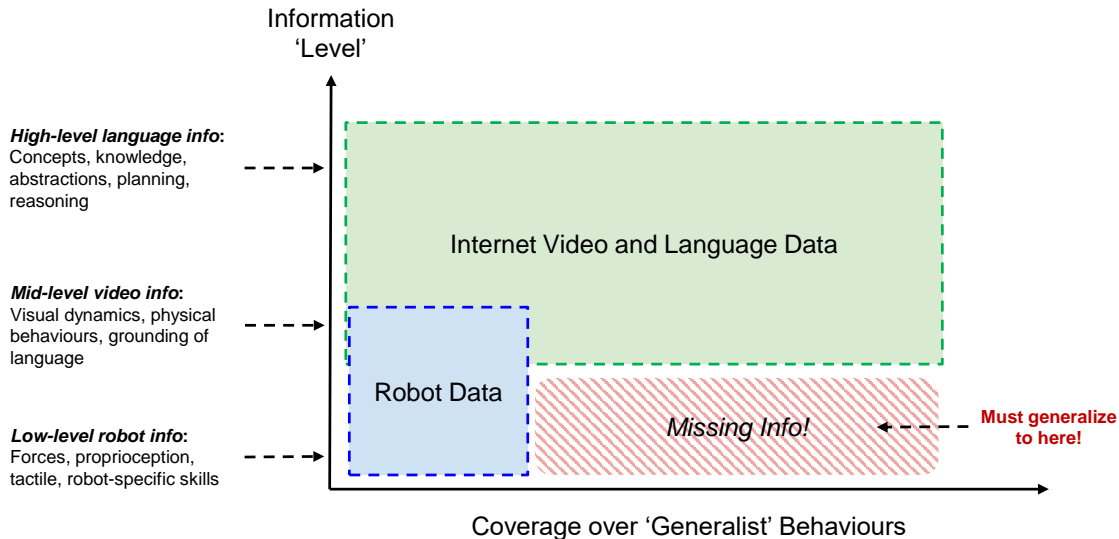 Information
‘Level’
High-level language info:
Concepts, knowledge,
abstractions, planning,
reasoning
Internet Video and Language Data
Mid-level video info:
Visual dynamics, physical
behaviours, grounding of
language
Robot Data
Missing Info!
Must generalize
to here!
Low-level robot info:
Forces, proprioception,
tactile, robot-specific skills
Coverage over ‘Generalist’ Behaviours